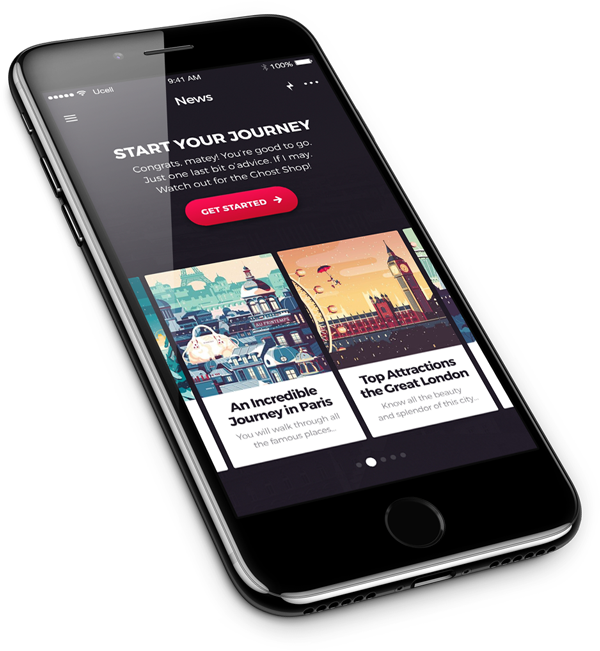 Ucell 9:41 AM 100%
News
START YOUR JOURNEY
Congrats, matey! You're good to go.
Just one last bit o'advice. If I may.
Watch out for the Ghost Shop!
GET STARTED
AU PRINTEMPS
An Incredible
Journey in Paris
You will walk through all
the famous places...
Top Attractions
the Great London
Know all the beauty
and splendor of this city...